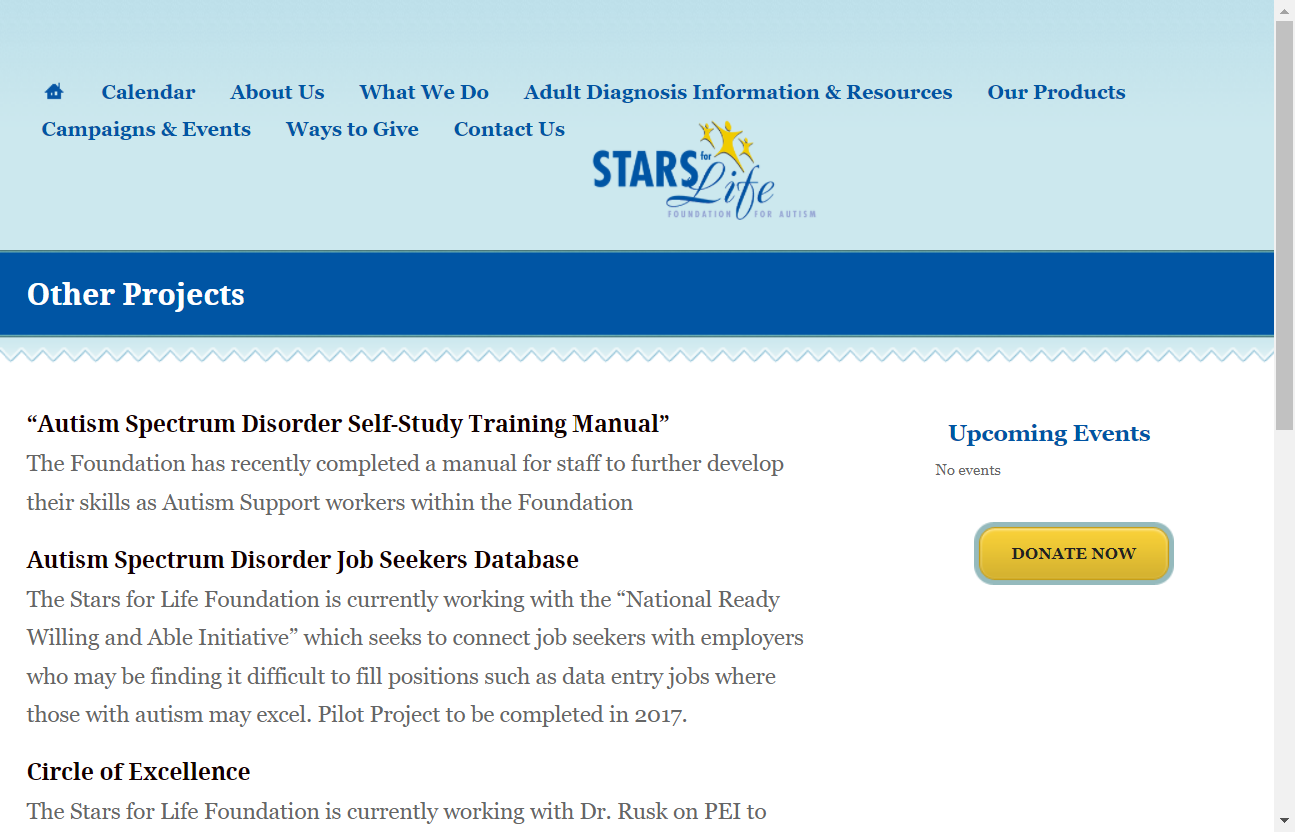 Calendar About Us What We Do Adult Diagnosis Information & Resources Our Products
Campaigns & Events Ways to Give Contact Us
STARS for Life
FOUNDATION FOR AUTISM
Other Projects
“Autism Spectrum Disorder Self-Study Training Manual”
The Foundation has recently completed a manual for staff to further develop
their skills as Autism Support workers within the Foundation
Autism Spectrum Disorder Job Seekers Database
The Stars for Life Foundation is currently working with the “National Ready
Willing and Able Initiative” which seeks to connect job seekers with employers
who may be finding it difficult to fill positions such as data entry jobs where
those with autism may excel. Pilot Project to be completed in 2017.
Circle of Excellence
The Stars for Life Foundation is currently working with Dr. Rusk on PEI to
Upcoming Events
No events
DONATE NOW